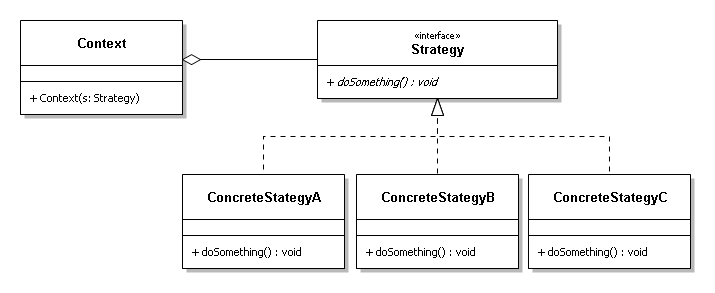 Context
+ Context(s: Strategy)
«interface»
Strategy
+ doSomething() : void
ConcreteStategyA
+ doSomething() : void
ConcreteStategyB
+ doSomething() : void
ConcreteStategyC
+ doSomething() : void